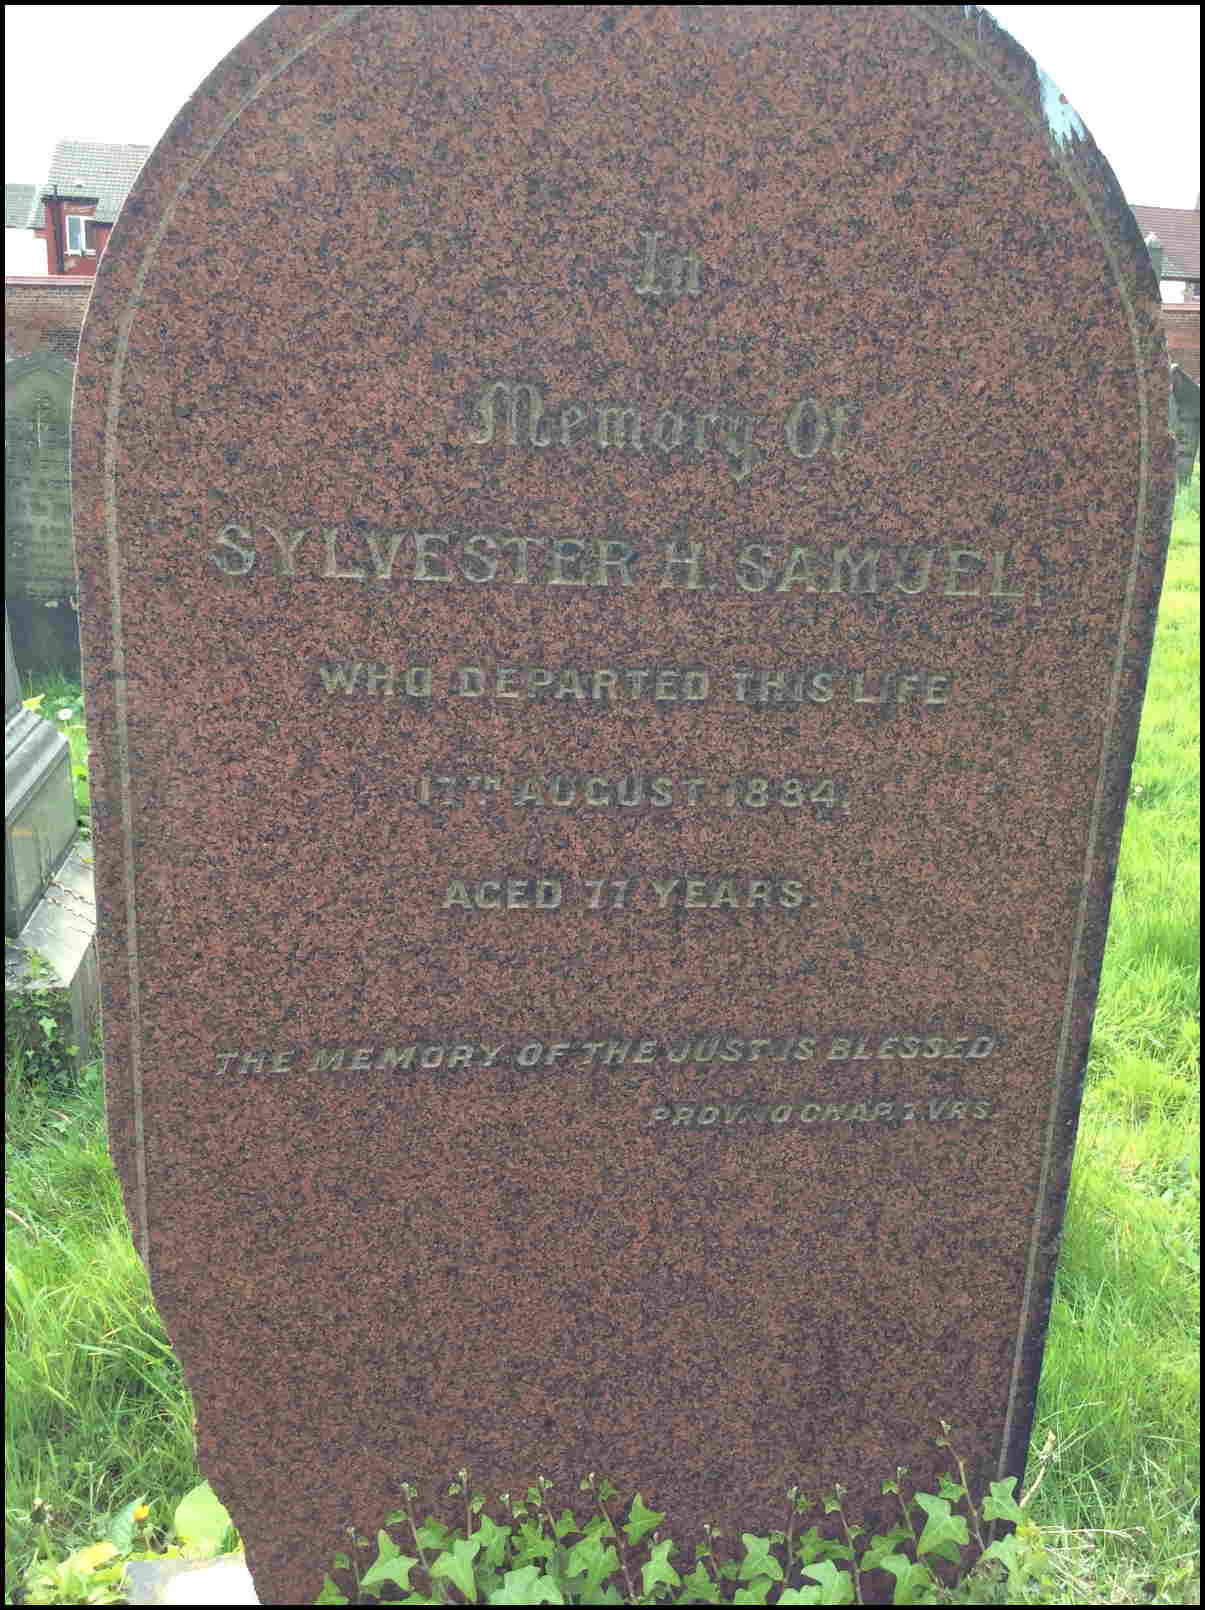 In
Memory Of
SYLVESTER H. SAMUEL,
WHO DEPARTED THIS LIFE
17TH AUGUST 1884,
AGED 77 YEARS.
THE MEMORY OF THE JUST IS BLESSED
PROV. 10 CHAP. 7 VRS.